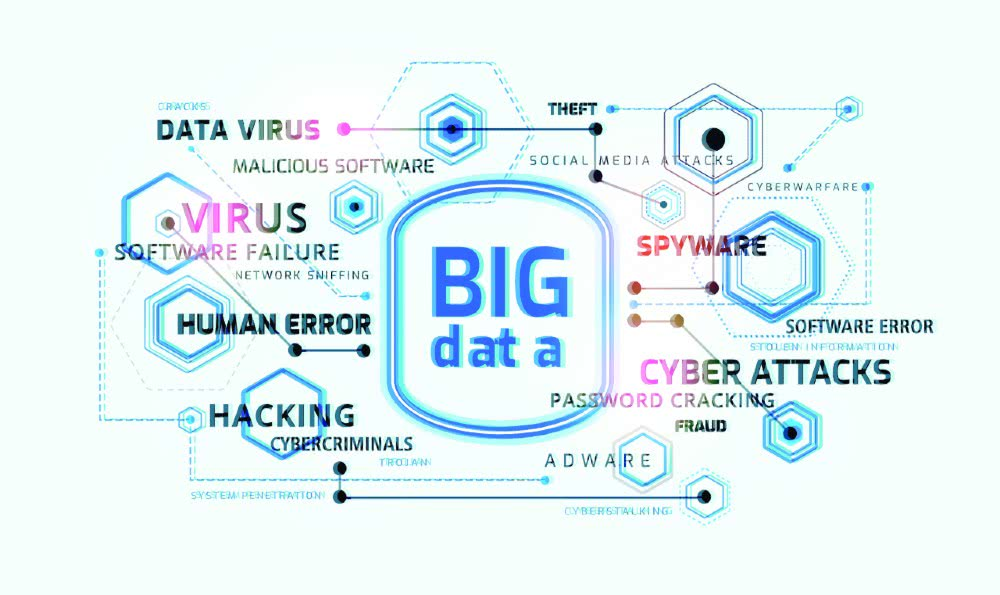 CRACKS
DATA VIRUS
MALICIOUS SOFTWARE
VIRUS
SOFTWARE FAILURE
NETWORK SNIFFING
HUMAN ERROR
HACKING
CYBERCRIMINALS
TROJAN
SYSTEM PENETRATION
BIG
data
THEFT
SOCIAL MEDIA ATTACKS
CYBERWARFARE
SPYWARE
SOFTWARE ERROR
STOLEN INFORMATION
CYBER ATTACKS
PASSWORD CRACKING
FRAUD
ADWARE
CYBERSTALKING